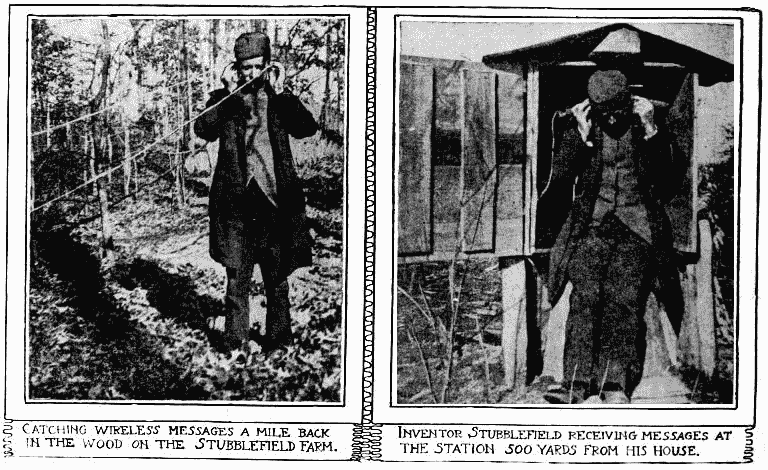 CATCHING WIRELESS MESSAGES A MILE BACK
IN THE WOOD ON THE STUBBLEFIELD FARM.
INVENTOR STUBBLEFIELD RECEIVING MESSAGES AT
THE STATION 500 YARDS FROM HIS HOUSE.